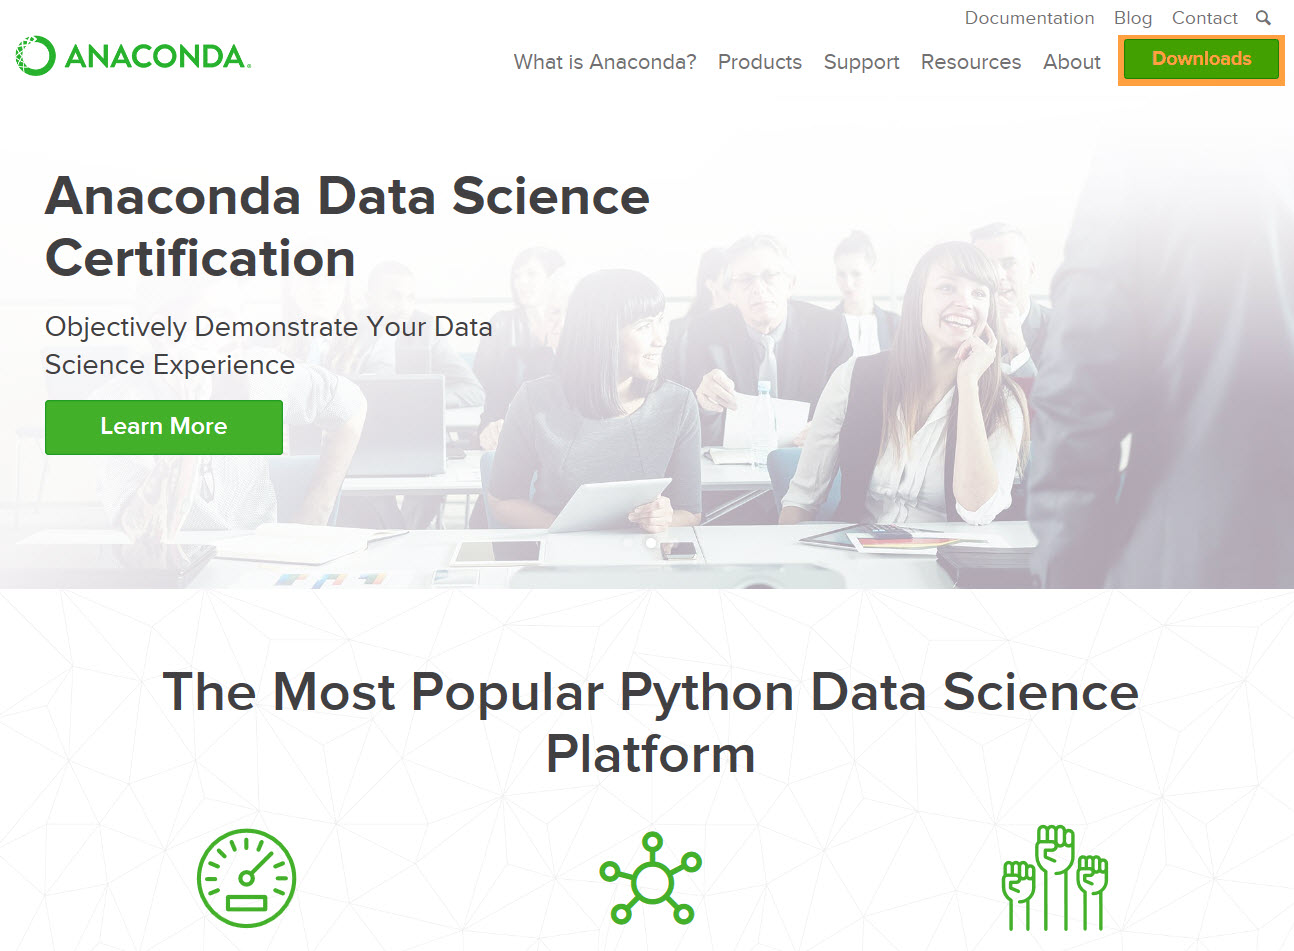 Documentation Blog Contact
ANACONDA.
What is Anaconda? Products Support Resources About Downloads
Anaconda Data Science
Certification
Objectively Demonstrate Your Data
Science Experience
Learn More
The Most Popular Python Data Science
Platform